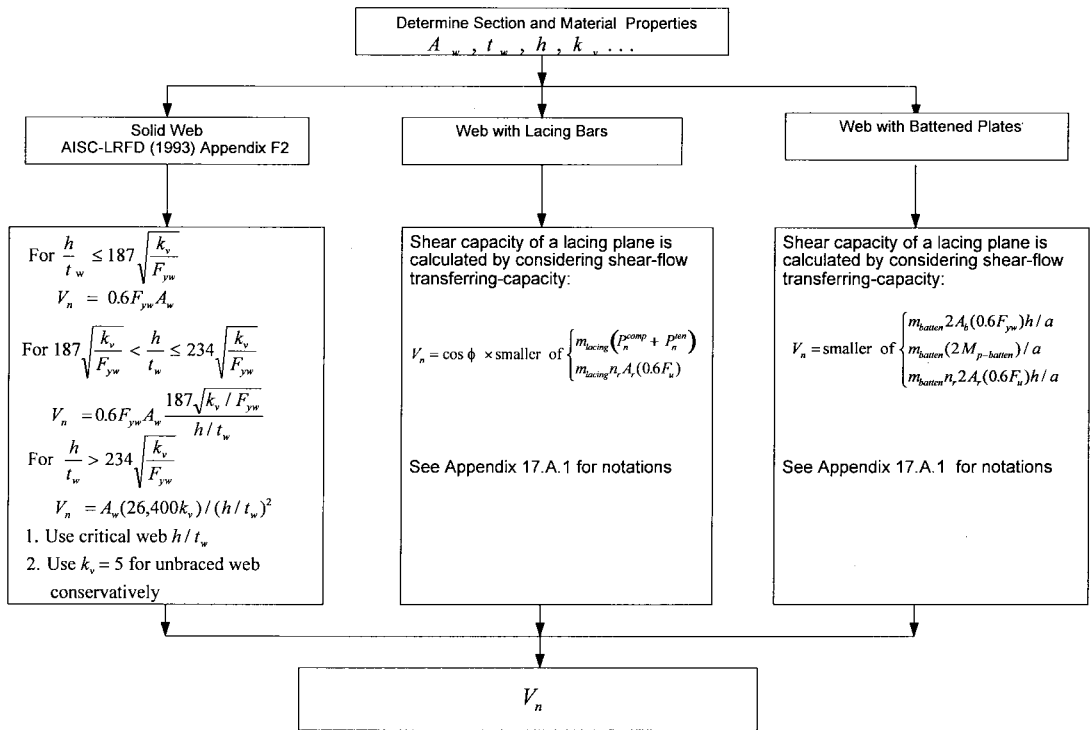 Determine Section and Material Properties
A_w , t_w , h , k_v ...
Solid Web
AISC-LRFD (1993) Appendix F2
Web with Lacing Bars
Web with Battened Plates
For h/t_w ≤ 187√(k_v/F_yw)
V_n = 0.6F_yw A_w
For 187√(k_v/F_yw) < h/t_w ≤ 234√(k_v/F_yw)
V_n = 0.6F_yw A_w (187√(k_v / F_yw))/(h / t_w)
For h/t_w > 234√(k_v/F_yw)
V_n = A_w(26,400k_v) / (h / t_w)²
1. Use critical web h / t_w
2. Use k_v = 5 for unbraced web
conservatively
Shear capacity of a lacing plane is
calculated by considering shear-flow
transferring-capacity:
V_n = cos ϕ × smaller of { m_lacing(P_n^comp + P_n^ten)
m_lacing n_r A_r(0.6F_u)
See Appendix 17.A.1 for notations
Shear capacity of a lacing plane is
calculated by considering shear-flow
transferring-capacity:
V_n = smaller of { m_batten 2A_b(0.6F_yw)h / a
m_batten(2M_p-batten) / a
m_batten n_r 2A_r(0.6F_u)h / a
See Appendix 17.A.1 for notations
V_n